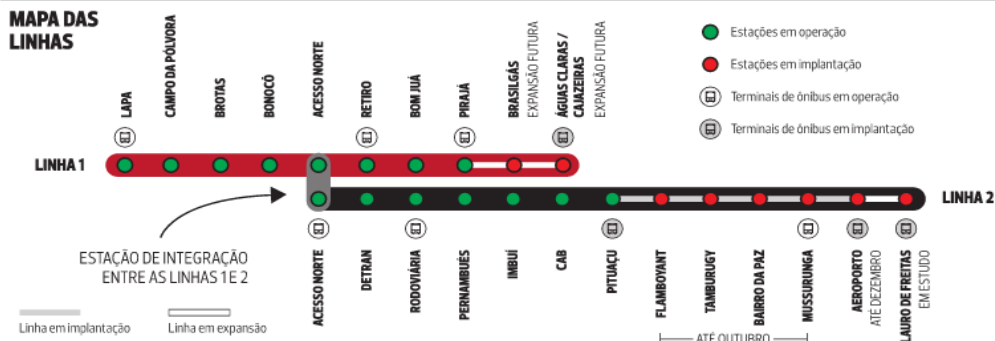 MAPA DAS
LINHAS
LAPA
CAMPO DA PÓLVORA
BROTAS
BONOCÔ
ACESSO NORTE
RETIRO
BOM JUÁ
PIRAJÁ
BRASILGÁS
EXPANSÃO FUTURA
ÁGUAS CLARAS /
CAJAZEIRAS
EXPANSÃO FUTURA
Estações em operação
Estações em implantação
Terminais de ônibus em operação
Terminais de ônibus em implantação
LINHA 1
LINHA 2
ESTAÇÃO DE INTEGRAÇÃO
ENTRE AS LINHAS 1 E 2
ACESSO NORTE
DETRAN
RODOVIÁRIA
PERNAMBUÉS
IMBUÍ
CAB
PITUAÇU
FLAMBOYANT
TAMBURUGY
BAIRRO DA PAZ
MUSSURUNGA
AEROPORTO
ATÉ DEZEMBRO
LAURO DE FREITAS
EM ESTUDO
ATÉ OUTUBRO
Linha em implantação
Linha em expansão